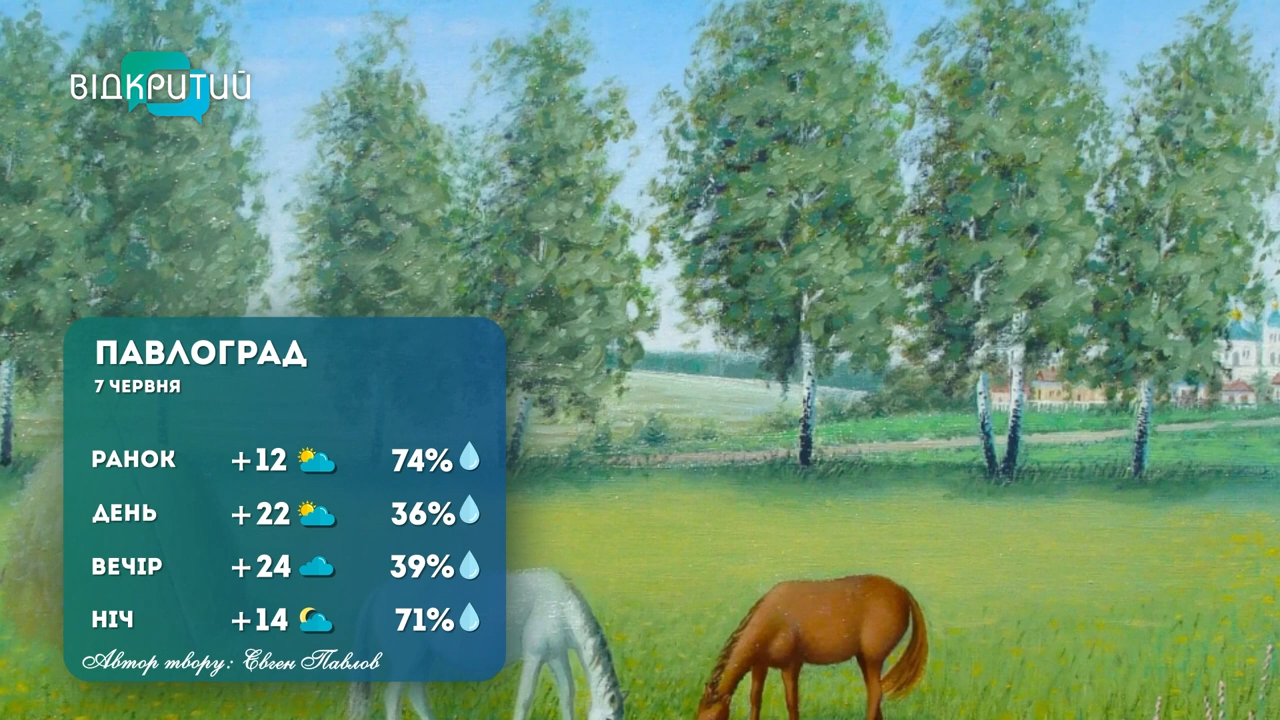 ВІДКРИТИЙ
ПАВЛОГРАД
7 ЧЕРВНЯ
РАНОК +12 74%
ДЕНЬ +22 36%
ВЕЧІР +24 39%
НІЧ +14 71%
Автор твору: Євген Павлов